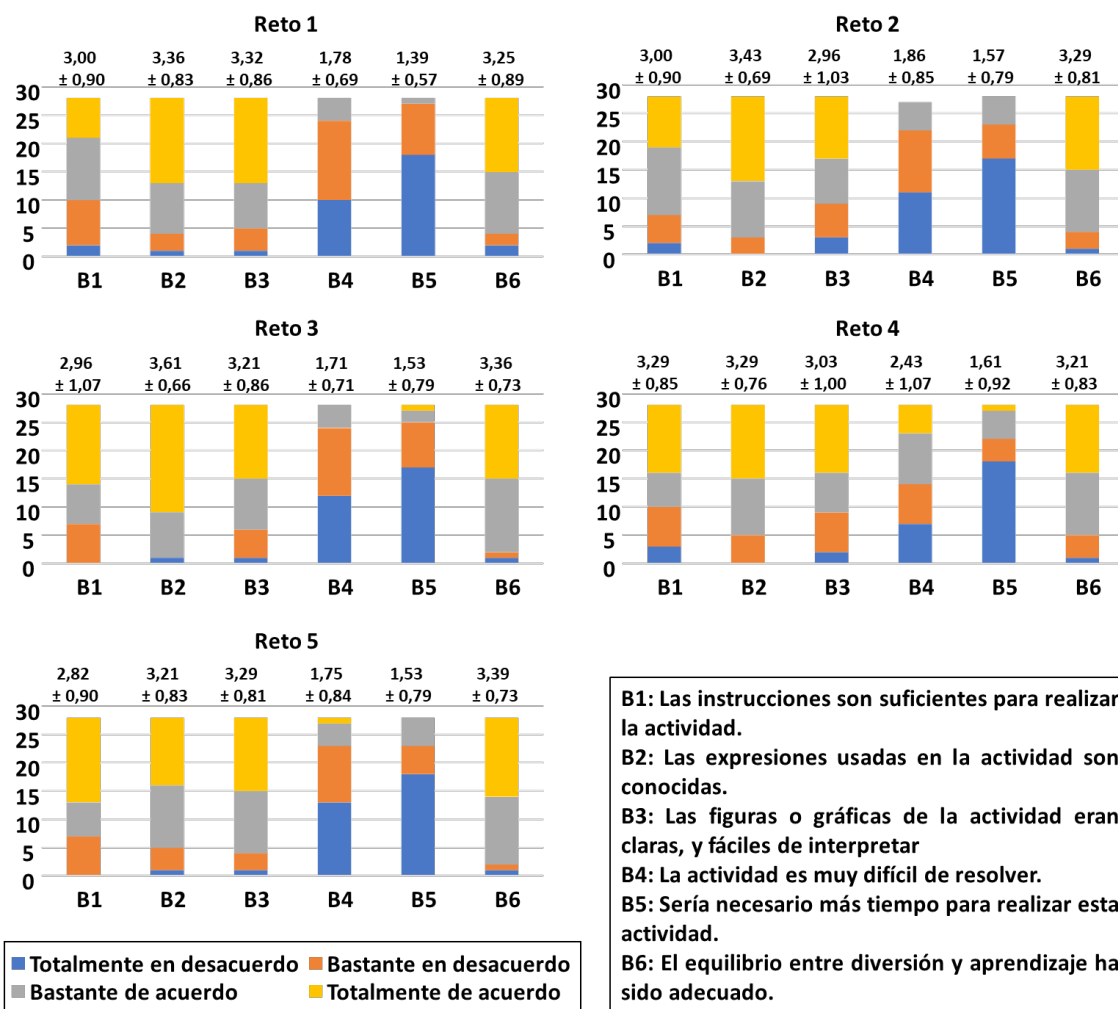 Reto 1
3,00 3,36 3,32 1,78 1,39 3,25
± 0,90 ± 0,83 ± 0,86 ± 0,69 ± 0,57 ± 0,89
30
25
20
15
10
5
0
B1 B2 B3 B4 B5 B6
Reto 2
3,00 3,43 2,96 1,86 1,57 3,29
± 0,90 ± 0,69 ± 1,03 ± 0,85 ± 0,79 ± 0,81
30
25
20
15
10
5
0
B1 B2 B3 B4 B5 B6
Reto 3
2,96 3,61 3,21 1,71 1,53 3,36
± 1,07 ± 0,66 ± 0,86 ± 0,71 ± 0,79 ± 0,73
30
25
20
15
10
5
0
B1 B2 B3 B4 B5 B6
Reto 4
3,29 3,29 3,03 2,43 1,61 3,21
± 0,85 ± 0,76 ± 1,00 ± 1,07 ± 0,92 ± 0,83
30
25
20
15
10
5
0
B1 B2 B3 B4 B5 B6
Reto 5
2,82 3,21 3,29 1,75 1,53 3,39
± 0,90 ± 0,83 ± 0,81 ± 0,84 ± 0,79 ± 0,73
30
25
20
15
10
5
0
B1 B2 B3 B4 B5 B6
Totalmente en desacuerdo Bastante en desacuerdo
Bastante de acuerdo Totalmente de acuerdo
B1: Las instrucciones son suficientes para realizar
la actividad.
B2: Las expresiones usadas en la actividad son
conocidas.
B3: Las figuras o gráficas de la actividad eran
claras, y fáciles de interpretar
B4: La actividad es muy difícil de resolver.
B5: Sería necesario más tiempo para realizar esta
actividad.
B6: El equilibrio entre diversión y aprendizaje ha
sido adecuado.